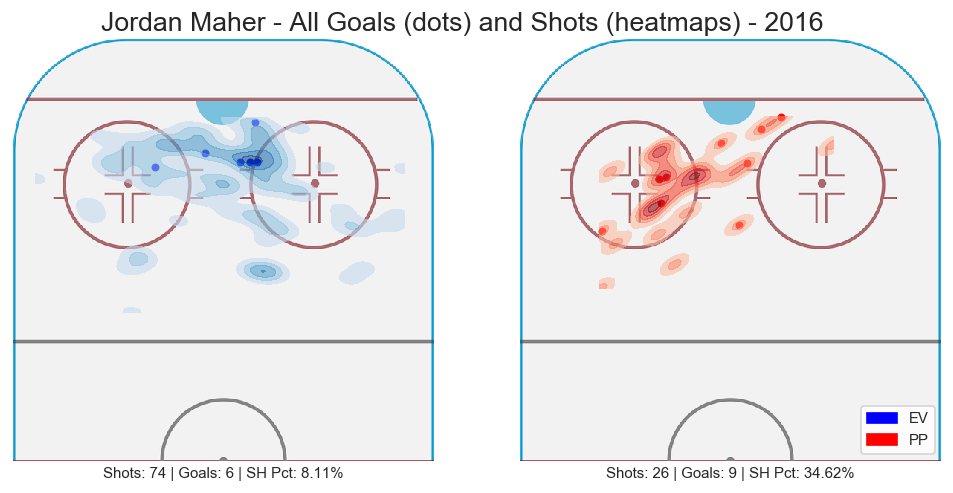 Jordan Maher - All Goals (dots) and Shots (heatmaps) - 2016
EV
PP
Shots: 74 | Goals: 6 | SH Pct: 8.11%
Shots: 26 | Goals: 9 | SH Pct: 34.62%